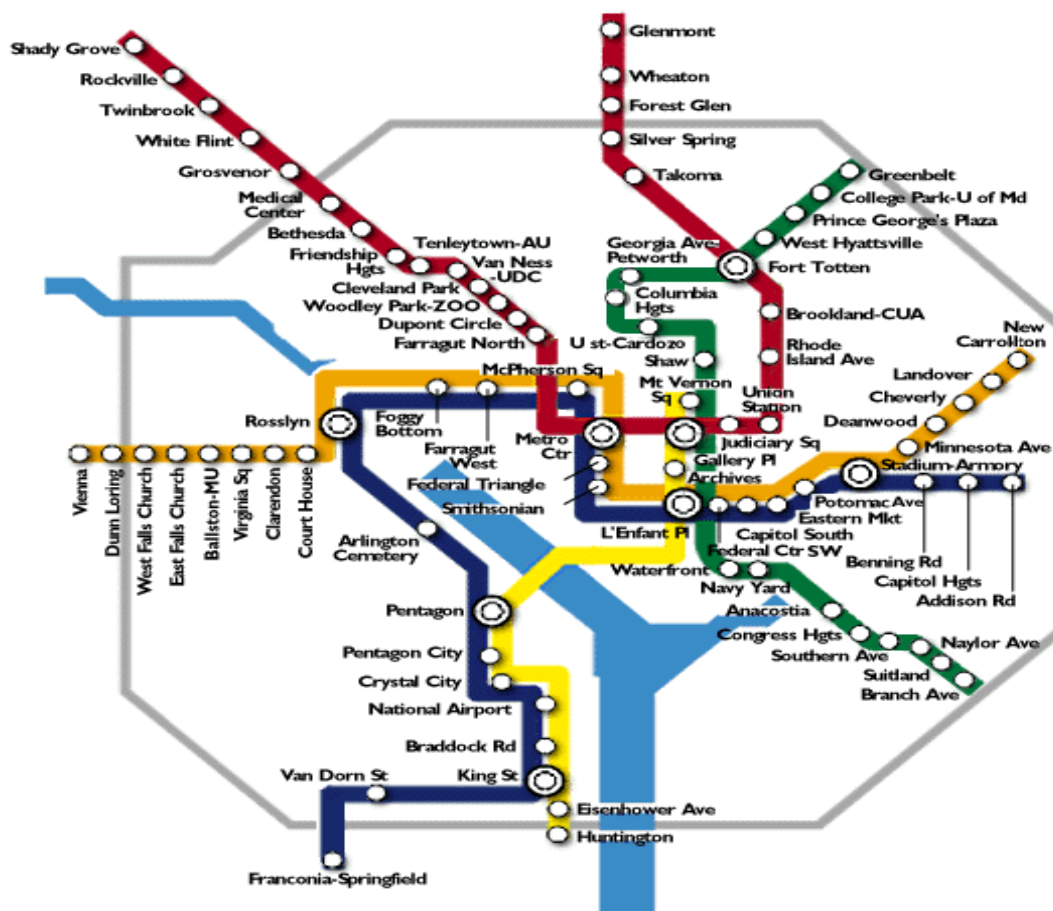 Glenmont
Shady Grove
Wheaton
Rockville
Forest Glen
Twinbrook
White Flint
Silver Spring
Grosvenor
Takoma
Greenbelt
Medical
Center
College Park-U of Md
Prince George's Plaza
Bethesda
Tenleytown-AU
Georgia Ave-
Petworth
West Hyattsville
Friendship
Hgts
Van Ness
-UDC
Fort Totten
Cleveland Park
Columbia
Hgts
Woodley Park-ZOO
Brookland-CUA
Dupont Circle
Farragut North
U st-Cardozo
Rhode
Island Ave
New
Carrollton
Shaw
McPherson Sq
Landover
Mt Vernon
Sq
Union
Station
Cheverly
Deanwood
Rosslyn
Foggy
Bottom
Metro
Ctr
Judiciary Sq
Minnesota Ave
Farragut
West
Gallery Pl
Stadium-Armory
Archives
Federal Triangle
Smithsonian
Potomac Ave
Eastern Mkt
Vienna
Dunn Loring
West Falls Church
East Falls Church
Ballston-MU
Virginia Sq
Clarendon
Court House
Arlington
Cemetery
L'Enfant Pl
Capitol South
Federal Ctr SW
Benning Rd
Waterfront
Navy Yard
Capitol Hgts
Addison Rd
Pentagon
Anacostia
Congress Hgts
Naylor Ave
Southern Ave
Pentagon City
Suitland
Crystal City
Branch Ave
National Airport
Braddock Rd
Van Dorn St
King St
Eisenhower Ave
Huntington
Franconia-Springfield